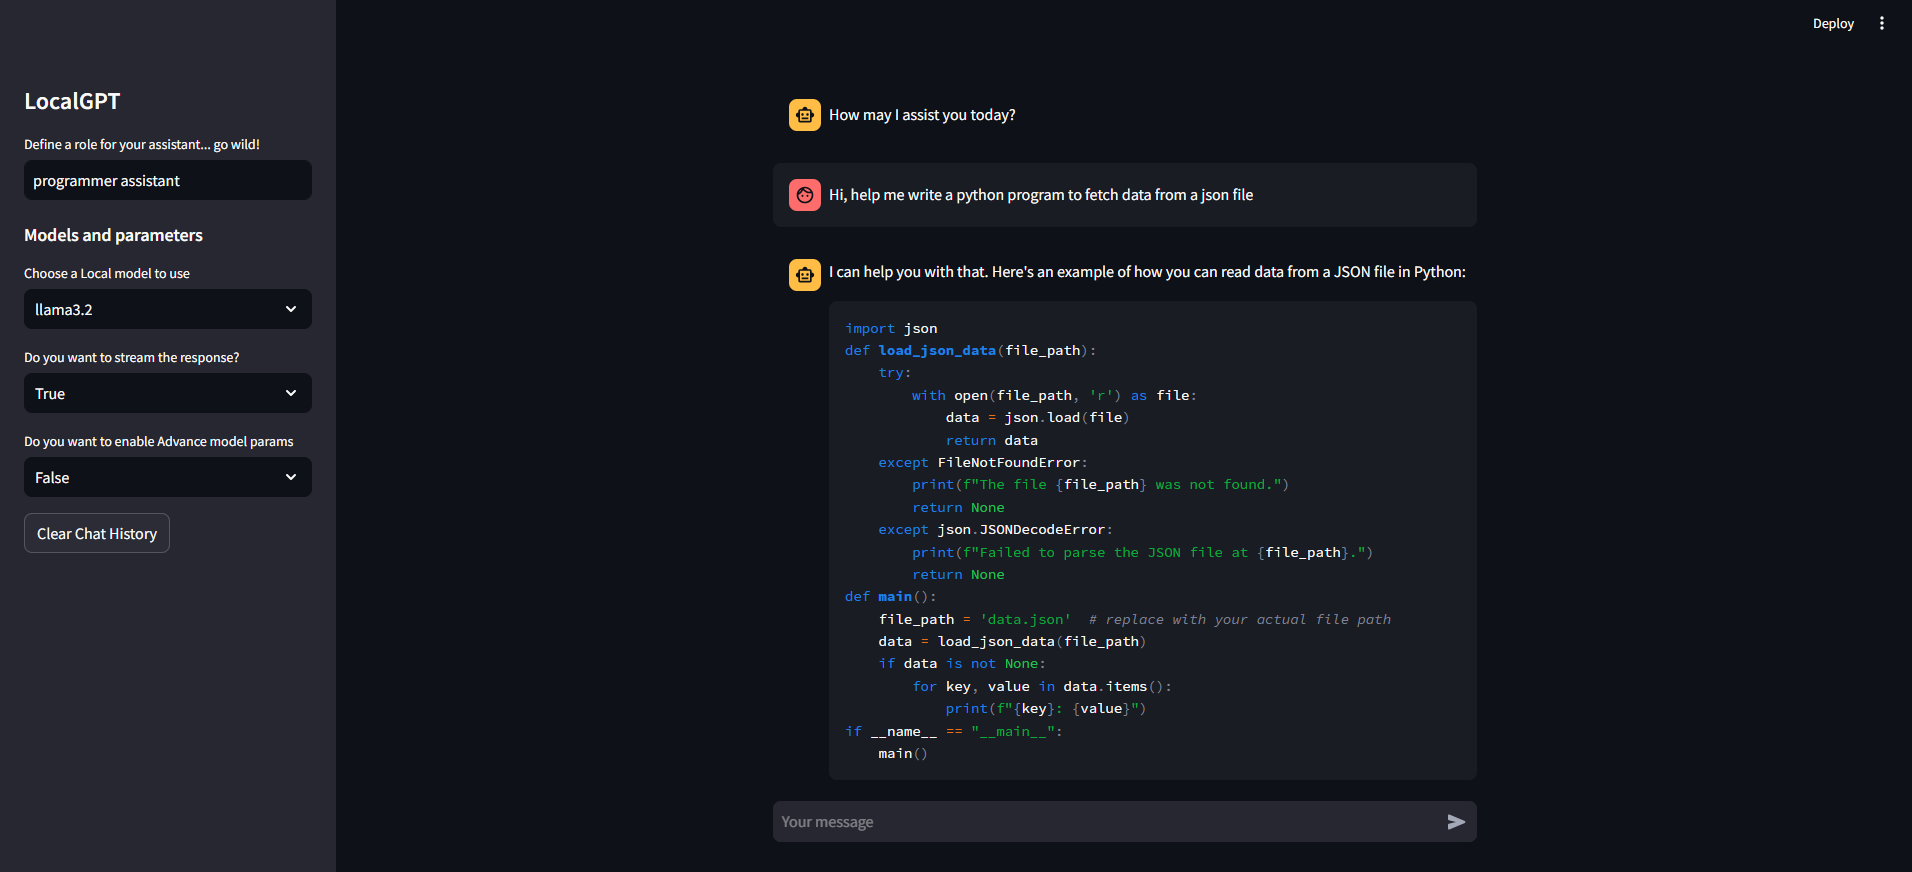 Deploy
LocalGPT
Define a role for your assistant... go wild!
programmer assistant
Models and parameters
Choose a Local model to use
llama3.2
Do you want to stream the response?
True
Do you want to enable Advance model params
False
Clear Chat History
How may I assist you today?
Hi, help me write a python program to fetch data from a json file
I can help you with that. Here's an example of how you can read data from a JSON file in Python:
import json
def load_json_data(file_path):
    try:
        with open(file_path, 'r') as file:
            data = json.load(file)
            return data
    except FileNotFoundError:
        print(f"The file {file_path} was not found.")
        return None
    except json.JSONDecodeError:
        print(f"Failed to parse the JSON file at {file_path}.")
        return None
def main():
    file_path = 'data.json'  # replace with your actual file path
    data = load_json_data(file_path)
    if data is not None:
        for key, value in data.items():
            print(f"{key}: {value}")
if __name__ == "__main__":
    main()
Your message